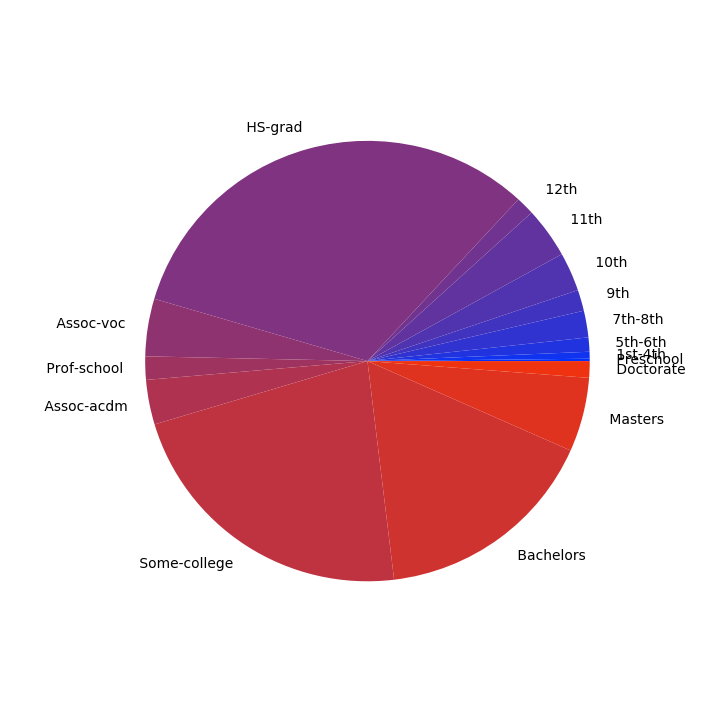 HS-grad
12th
11th
10th
9th
7th-8th
Assoc-voc
5th-6th
1st-4th
Preschool
Prof-school
Doctorate
Assoc-acdm
Masters
Bachelors
Some-college